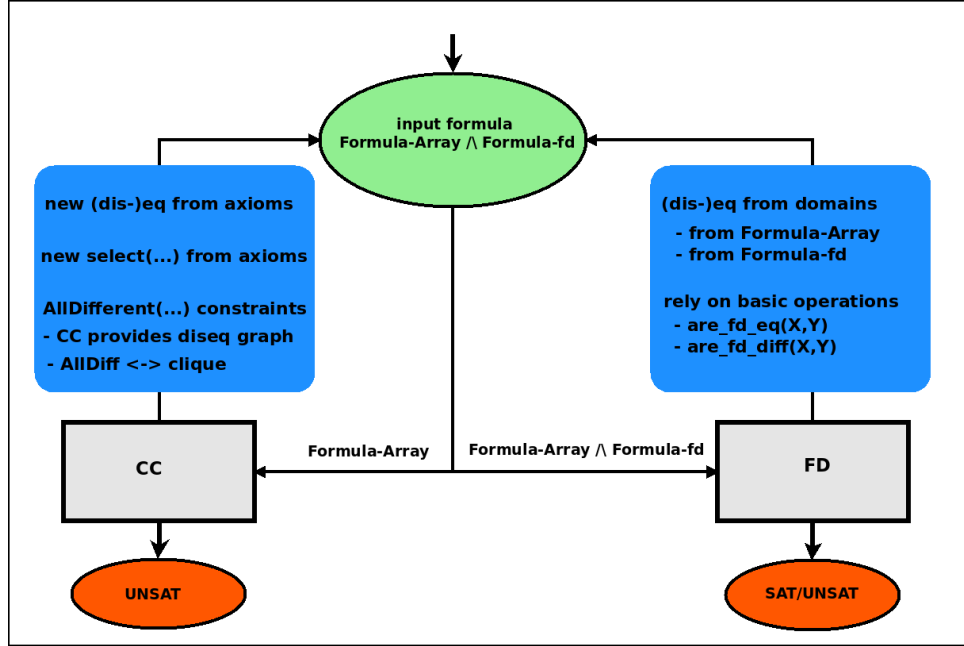 input formula
Formula-Array /\ Formula-fd
new (dis-)eq from axioms
new select(...) from axioms
AllDifferent(...) constraints
- CC provides diseq graph
- AllDiff <-> clique
(dis-)eq from domains
- from Formula-Array
- from Formula-fd
rely on basic operations
- are_fd_eq(X,Y)
- are_fd_diff(X,Y)
Formula-Array
Formula-Array /\ Formula-fd
CC
FD
UNSAT
SAT/UNSAT